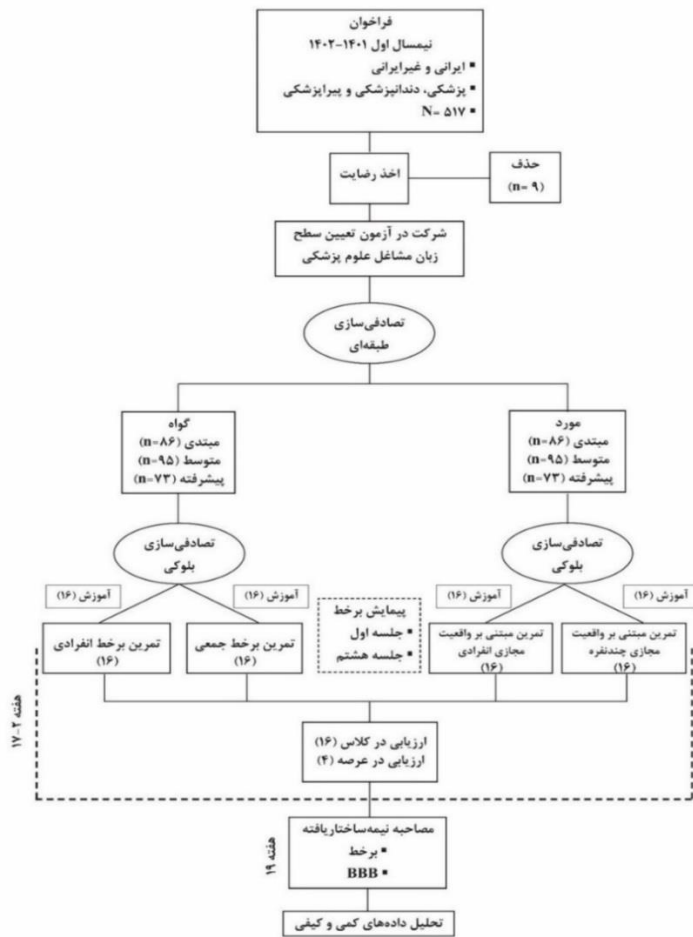 فراخوان
نیمسال اول ۱۴۰۱-۱۴۰۲
▪ ایرانی و غیرایرانی
▪ پزشکی، دندانپزشکی و پیراپزشکی
▪ N= ۵۱۷
اخذ رضایت
حذف
(n= ۹)
شرکت در آزمون تعیین سطح
زبان مشاغل علوم پزشکی
تصادفی‌سازی
طبقه‌ای
مورد
مبتدی (n=۸۶)
متوسط (n=۹۵)
پیشرفته (n=۷۳)
گواه
مبتدی (n=۸۶)
متوسط (n=۹۵)
پیشرفته (n=۷۳)
تصادفی‌سازی
بلوکی
تصادفی‌سازی
بلوکی
آموزش (۱۶)
آموزش (۱۶)
آموزش (۱۶)
آموزش (۱۶)
تمرین مبتنی بر واقعیت
مجازی چندنفره
(۱۶)
تمرین مبتنی بر واقعیت
مجازی انفرادی
(۱۶)
پیمایش برخط
▪ جلسه اول
▪ جلسه هشتم
تمرین برخط جمعی
(۱۶)
تمرین برخط انفرادی
(۱۶)
هفته ۲-۱۷
ارزیابی در کلاس (۱۶)
ارزیابی در عرصه (۴)
مصاحبه نیمه‌ساختاریافته
▪ برخط
▪ BBB
هفته ۱۹
تحلیل داده‌های کمی و کیفی